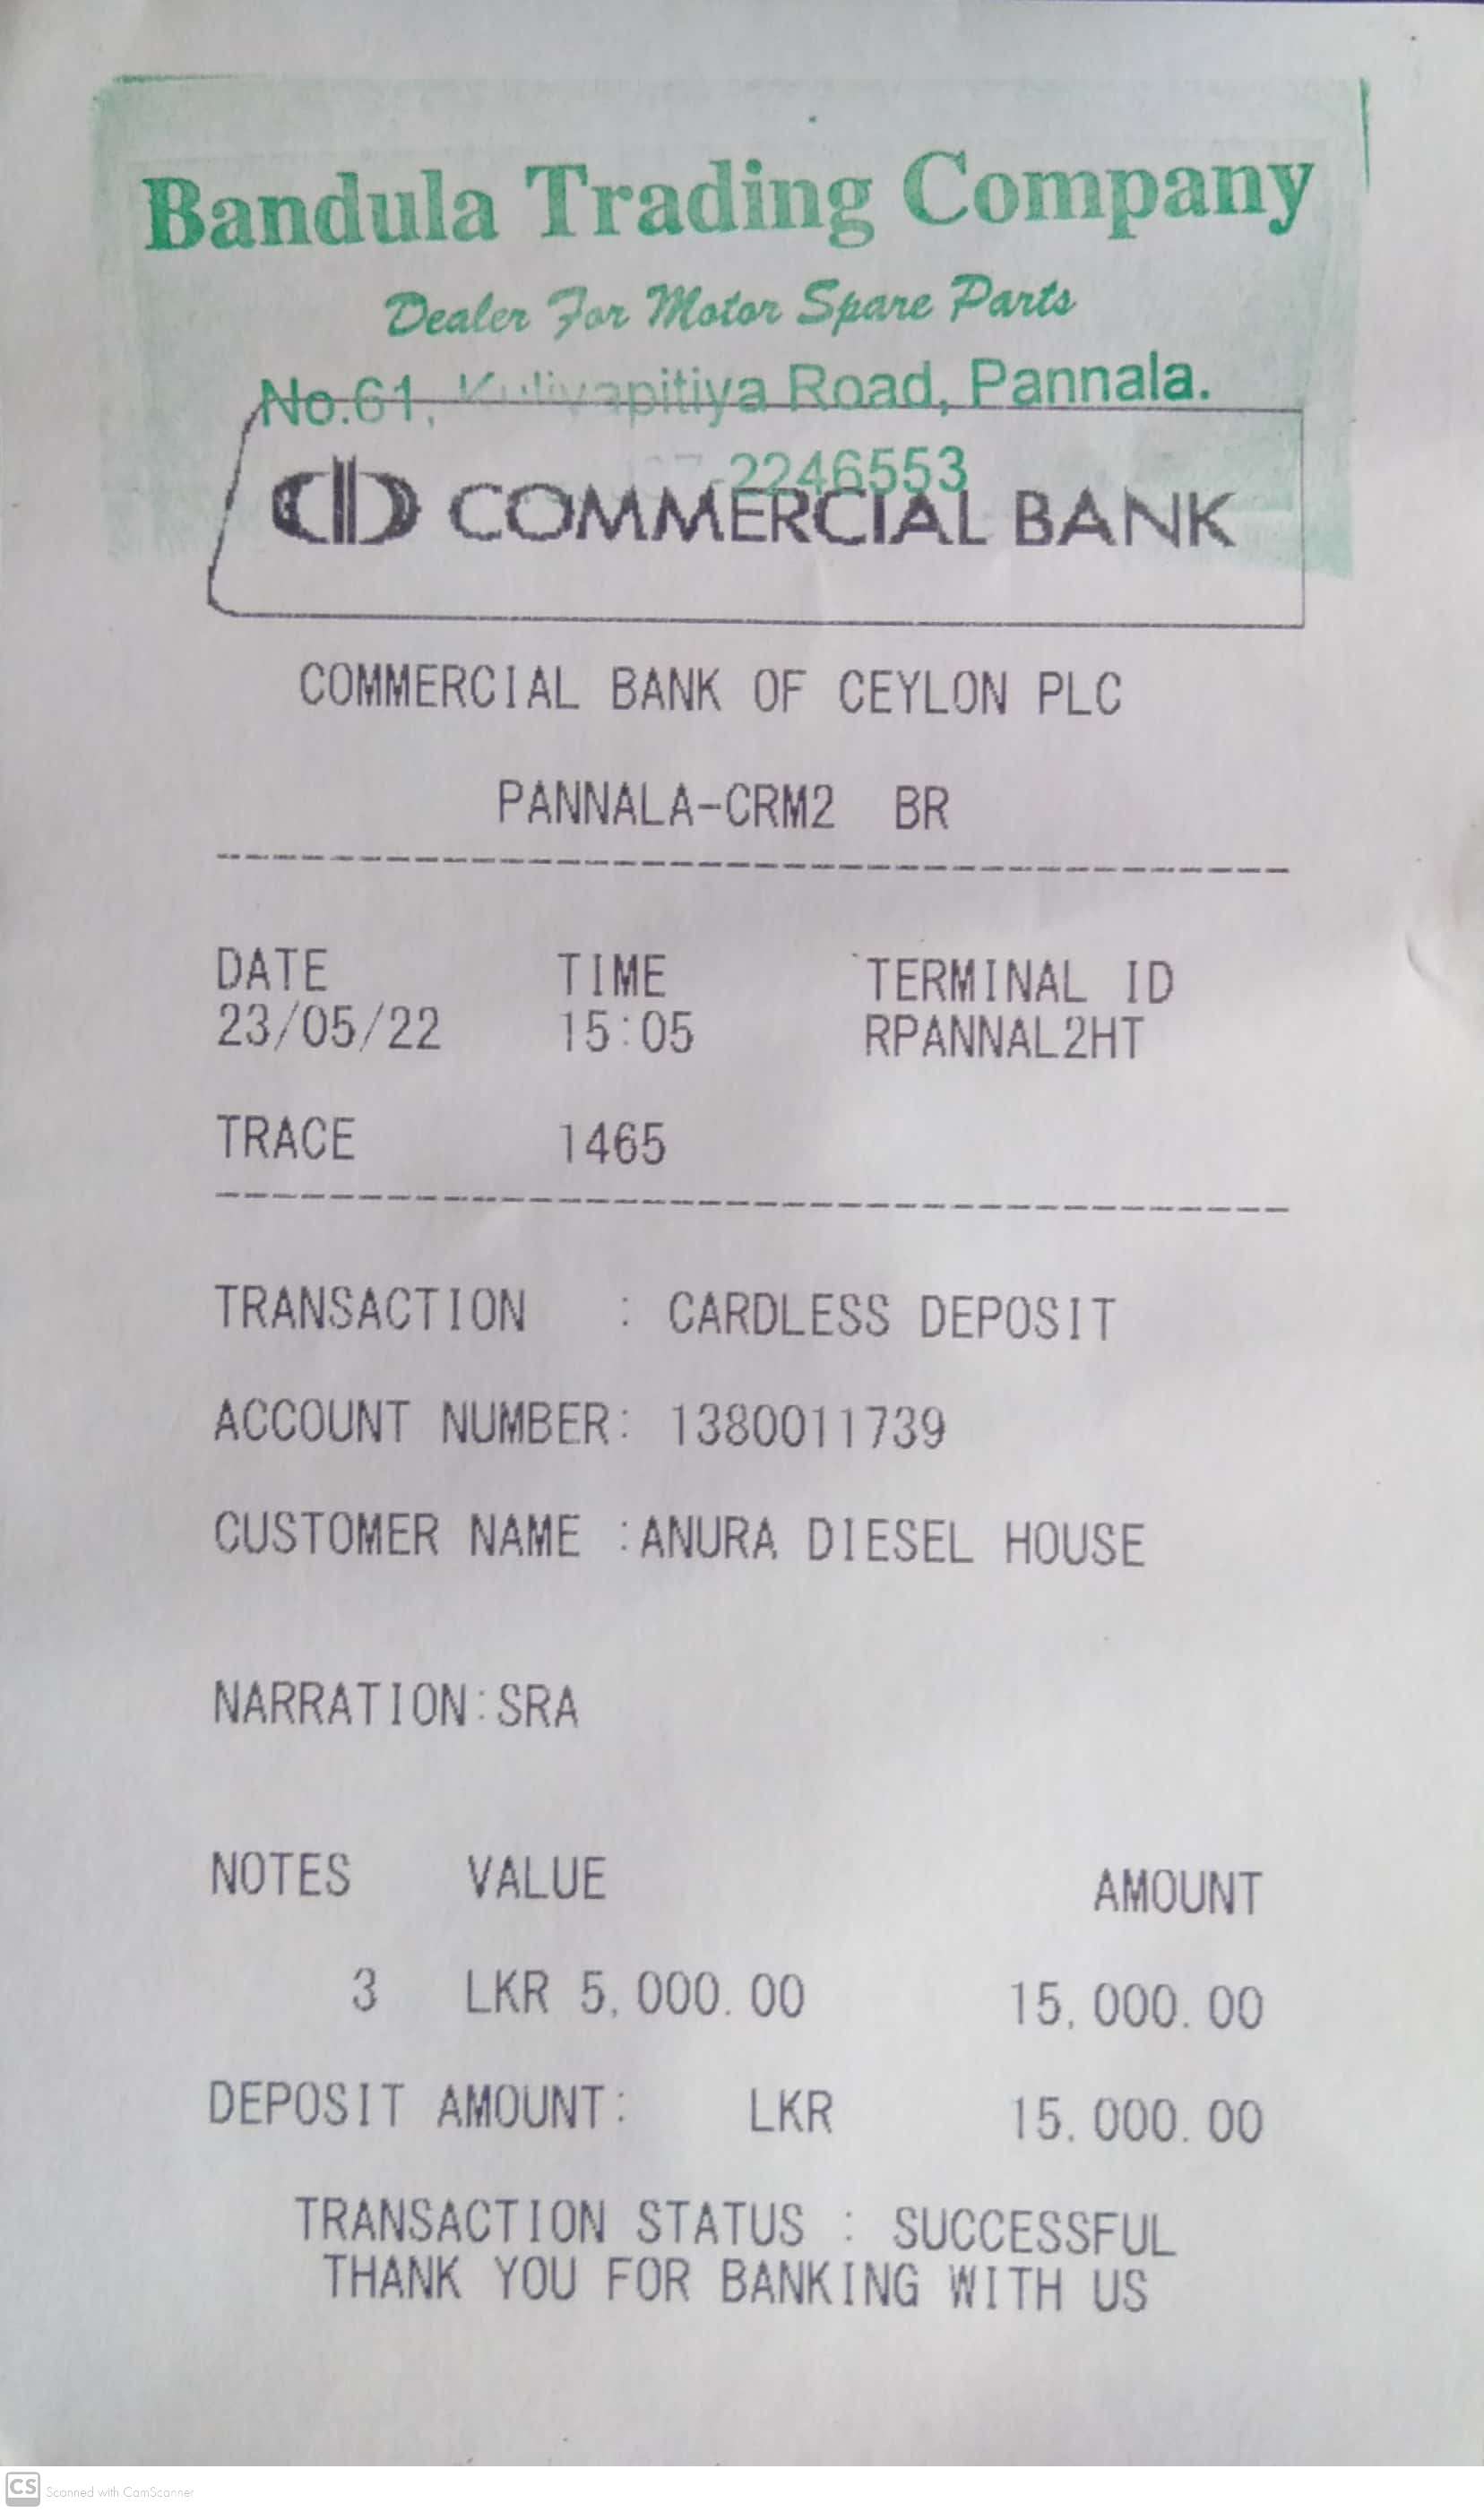 Bandula Trading Company
Dealer For Motor Spare Parts
No.61, Kuliyapitiya Road, Pannala.
-2246553
COMMERCIAL BANK
COMMERCIAL BANK OF CEYLON PLC
PANNALA-CRM2 BR
DATE TIME TERMINAL ID
23/05/22 15:05 RPANNAL2HT
TRACE 1465
TRANSACTION : CARDLESS DEPOSIT
ACCOUNT NUMBER: 1380011739
CUSTOMER NAME :ANURA DIESEL HOUSE
NARRATION:SRA
NOTES VALUE AMOUNT
3 LKR 5,000.00 15,000.00
DEPOSIT AMOUNT: LKR 15,000.00
TRANSACTION STATUS : SUCCESSFUL
THANK YOU FOR BANKING WITH US
CS Scanned with CamScanner